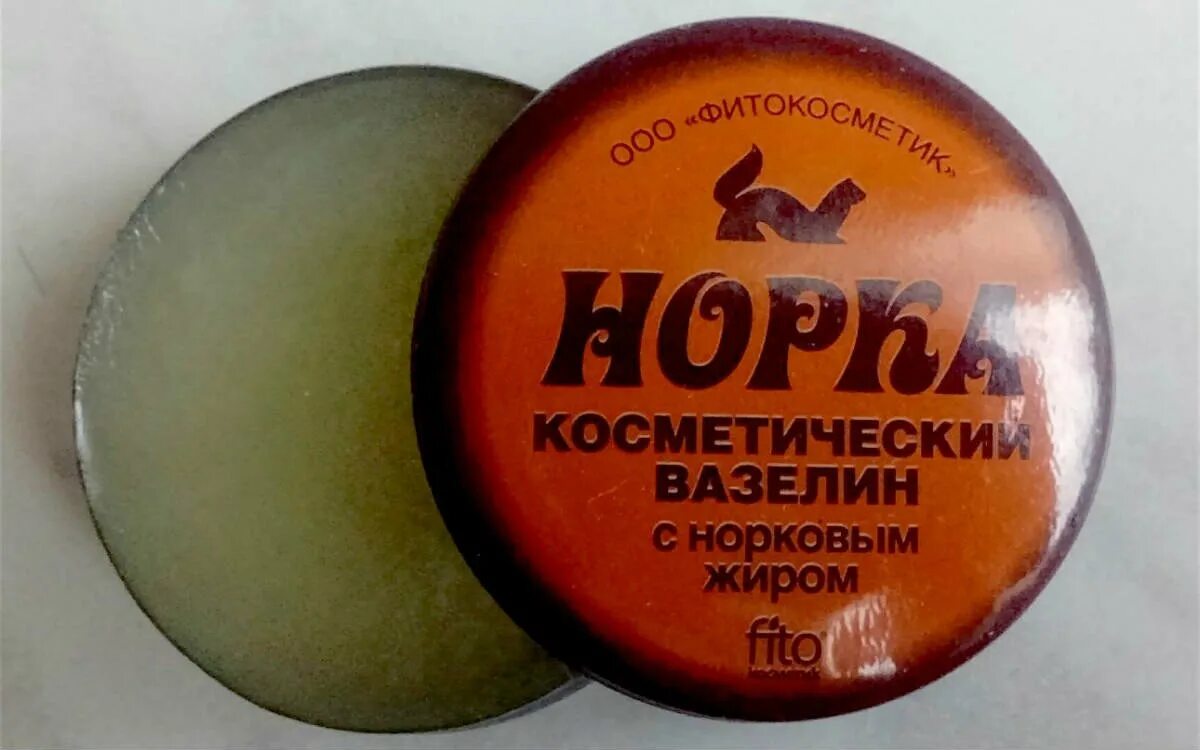 ООО «ФИТОКОСМЕТИК»
НОРКА
КОСМЕТИЧЕСКИЙ
ВАЗЕЛИН
С НОРКОВЫМ
ЖИРОМ
fito